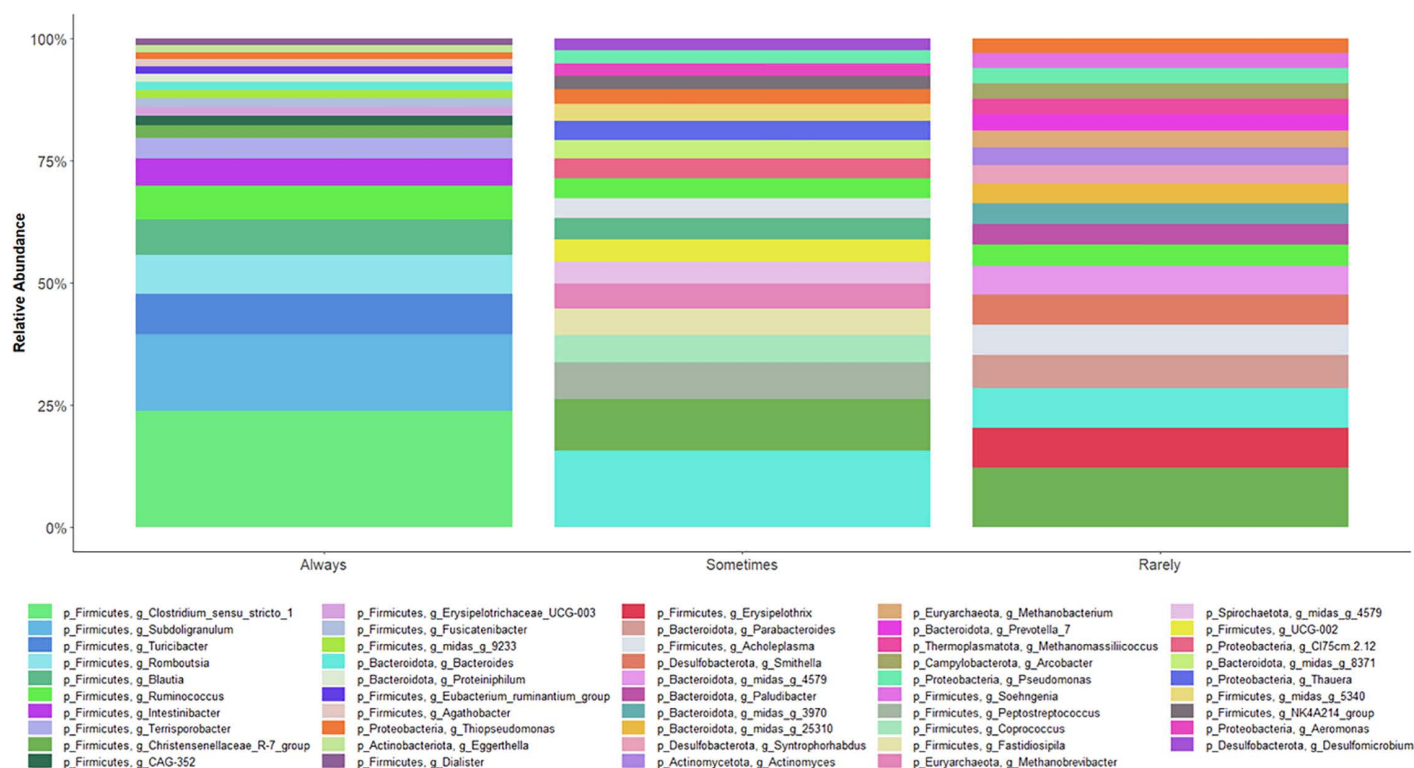 100%
75%
50%
25%
0%
Relative Abundance
Always Sometimes Rarely
p_Firmicutes, g_Clostridium_sensu_stricto_1
p_Firmicutes, g_Subdoligranulum
p_Firmicutes, g_Turicibacter
p_Firmicutes, g_Romboutsia
p_Firmicutes, g_Blautia
p_Firmicutes, g_Ruminococcus
p_Firmicutes, g_Intestinibacter
p_Firmicutes, g_Terrisporobacter
p_Firmicutes, g_Christensenellaceae_R-7_group
p_Firmicutes, g_CAG-352
p_Firmicutes, g_Erysipelotrichaceae_UCG-003
p_Firmicutes, g_Fusicatenibacter
p_Firmicutes, g_midas_g_9233
p_Bacteroidota, g_Bacteroides
p_Bacteroidota, g_Proteiniphilum
p_Firmicutes, g_Eubacterium_ruminantium_group
p_Firmicutes, g_Agathobacter
p_Proteobacteria, g_Thiopseudomonas
p_Actinobacteriota, g_Eggerthella
p_Firmicutes, g_Dialister
p_Firmicutes, g_Erysipelothrix
p_Bacteroidota, g_Parabacteroides
p_Firmicutes, g_Acholeplasma
p_Desulfobacterota, g_Smithella
p_Bacteroidota, g_midas_g_4579
p_Bacteroidota, g_Paludibacter
p_Bacteroidota, g_midas_g_3970
p_Bacteroidota, g_midas_g_25310
p_Desulfobacterota, g_Syntrophorhabdus
p_Actinomycetota, g_Actinomyces
p_Euryarchaeota, g_Methanobacterium
p_Bacteroidota, g_Prevotella_7
p_Thermoplasmatota, g_Methanomassiliicoccus
p_Campylobacterota, g_Arcobacter
p_Proteobacteria, g_Pseudomonas
p_Firmicutes, g_Soehngenia
p_Firmicutes, g_Peptostreptococcus
p_Firmicutes, g_Coprococcus
p_Firmicutes, g_Fastidiosipila
p_Euryarchaeota, g_Methanobrevibacter
p_Spirochaetota, g_midas_g_4579
p_Firmicutes, g_UCG-002
p_Proteobacteria, g_CI75cm.2.12
p_Bacteroidota, g_midas_g_8371
p_Proteobacteria, g_Thauera
p_Firmicutes, g_midas_g_5340
p_Firmicutes, g_NK4A214_group
p_Proteobacteria, g_Aeromonas
p_Desulfobacterota, g_Desulfomicrobium